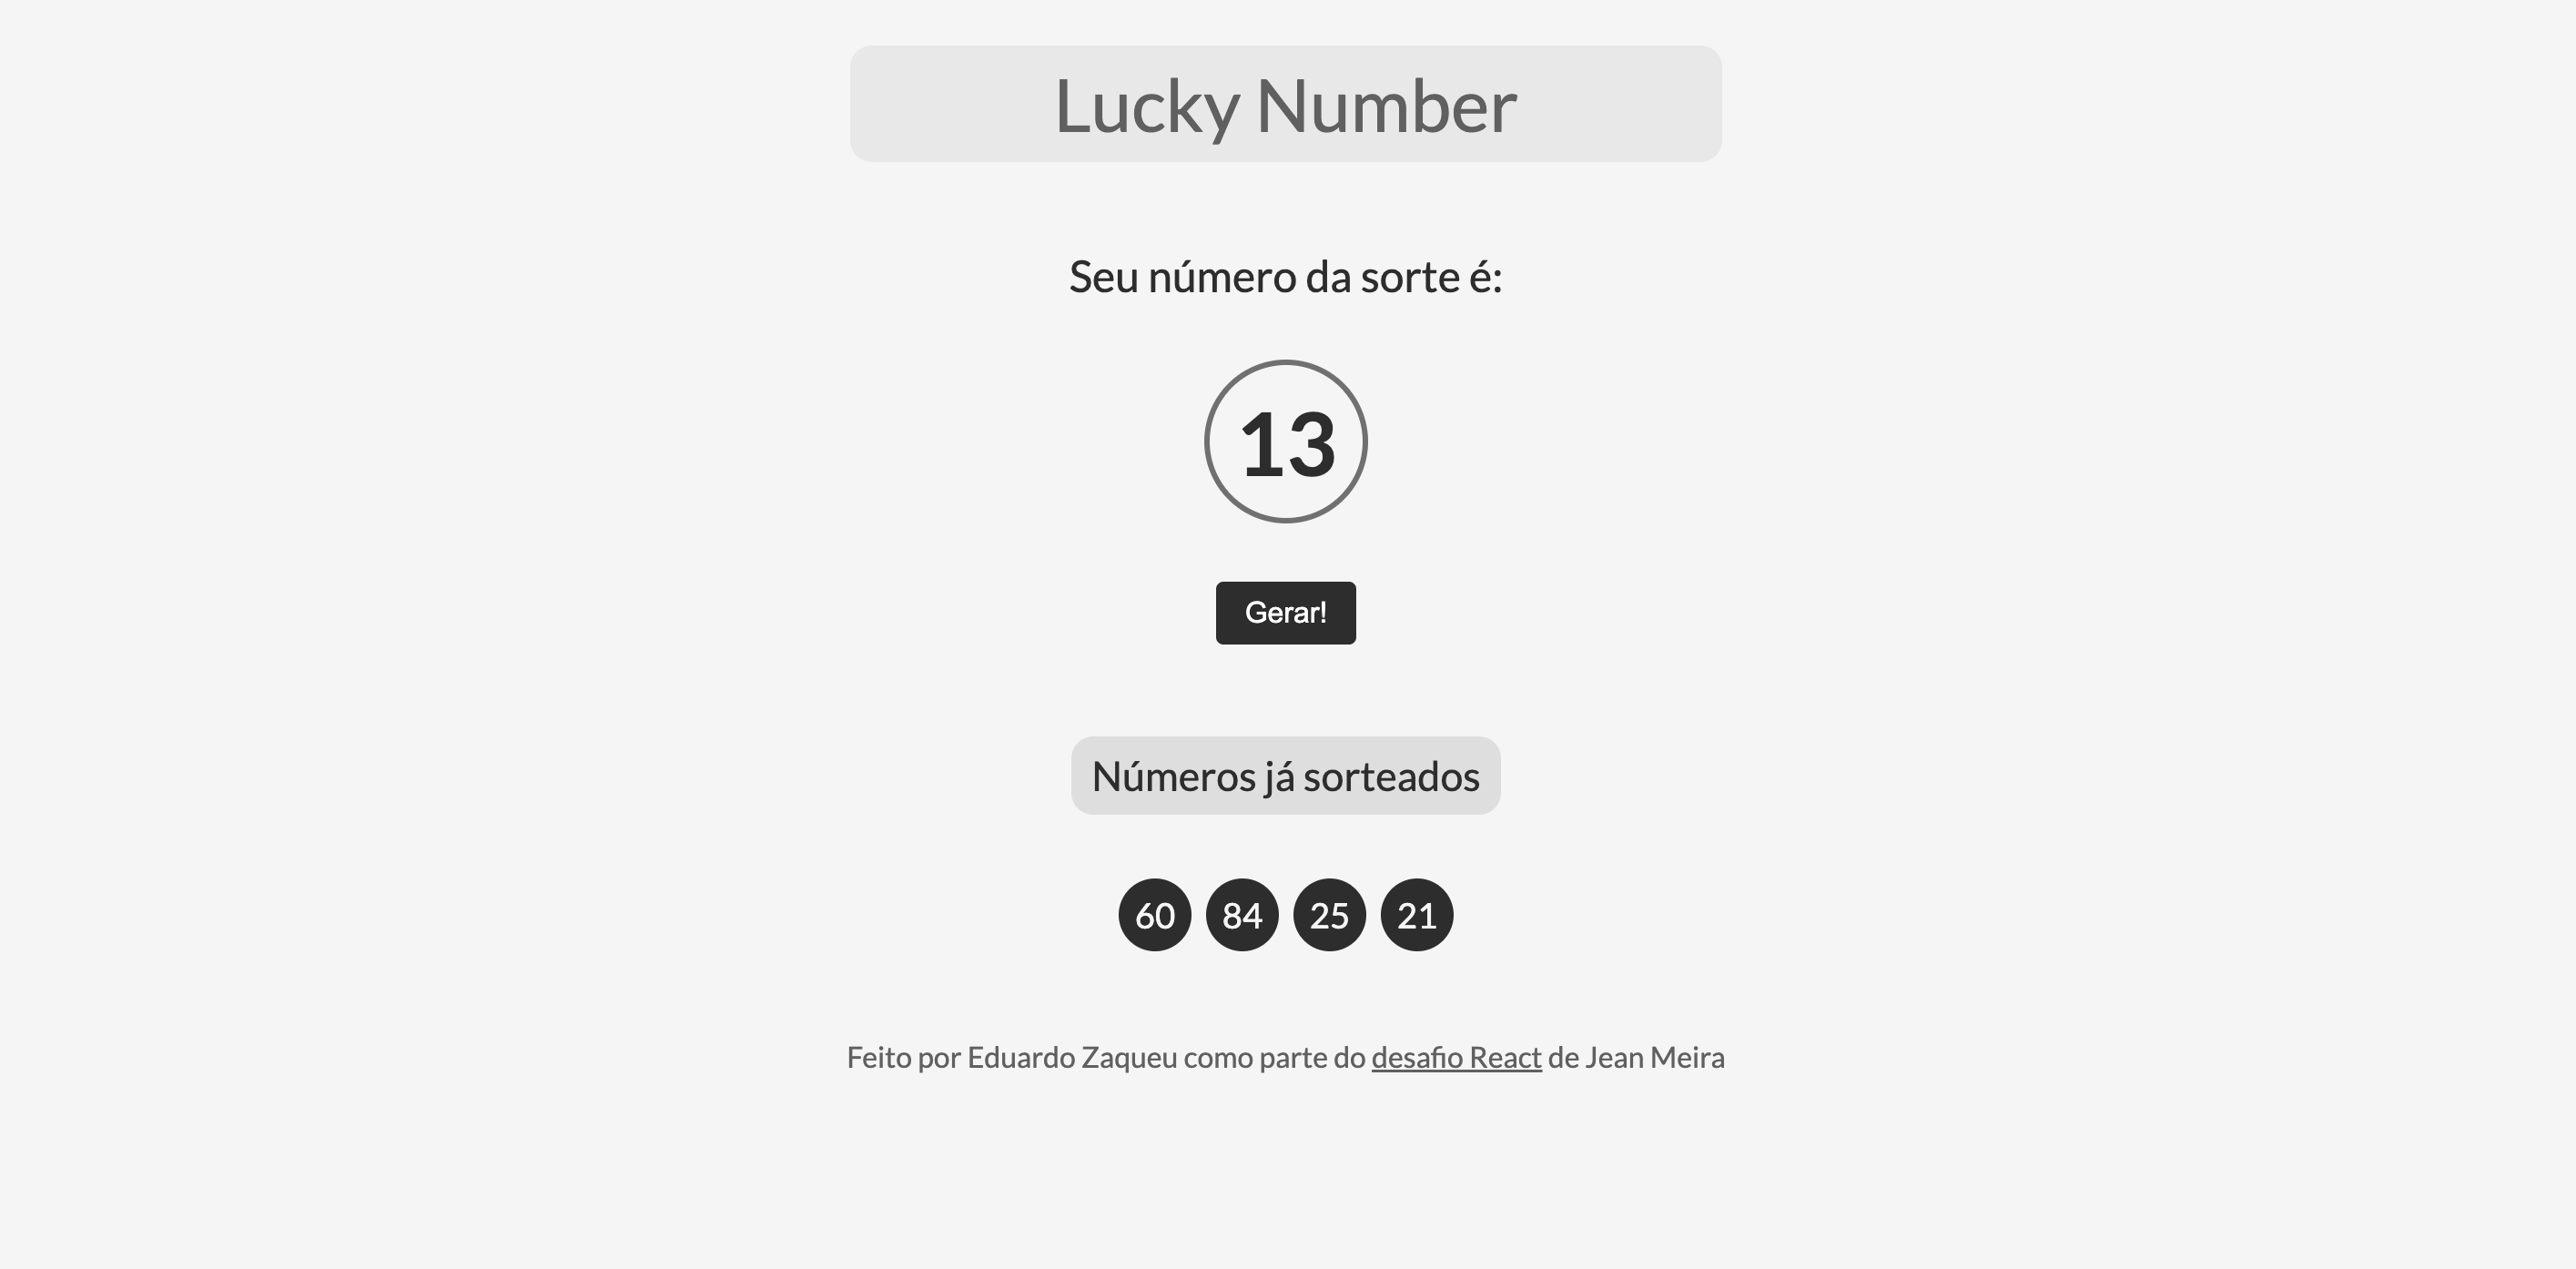 Lucky Number
Seu número da sorte é:
13
Gerar!
Números já sorteados
60 84 25 21
Feito por Eduardo Zaqueu como parte do desafio React de Jean Meira